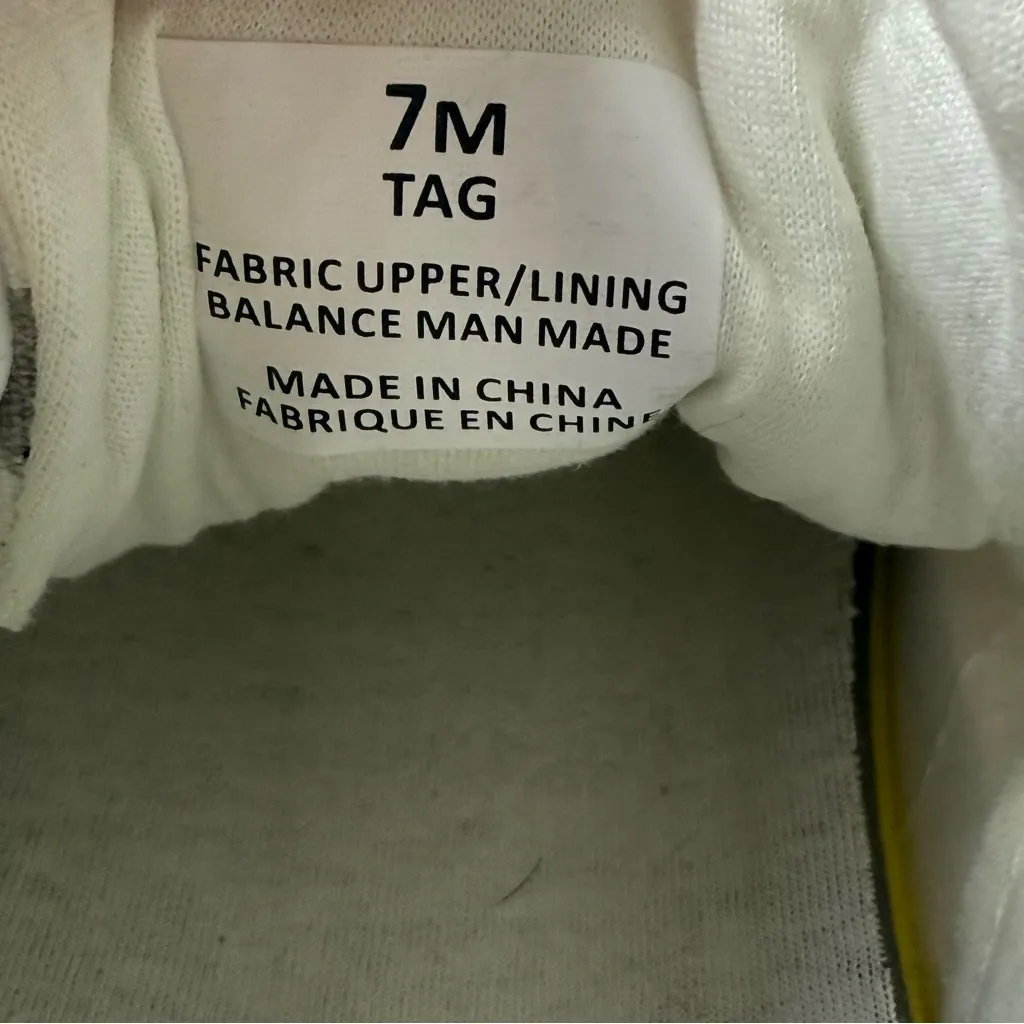 7M
TAG
FABRIC UPPER/LINING
BALANCE MAN MADE
MADE IN CHINA
FABRIQUE EN CHINE